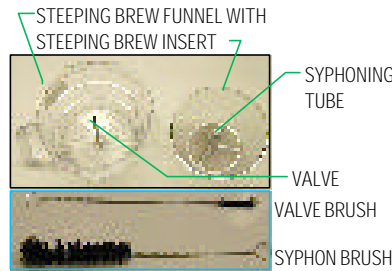 STEEPING BREW FUNNEL WITH
STEEPING BREW INSERT
SYPHONING
TUBE
VALVE
VALVE BRUSH
SYPHON BRUSH